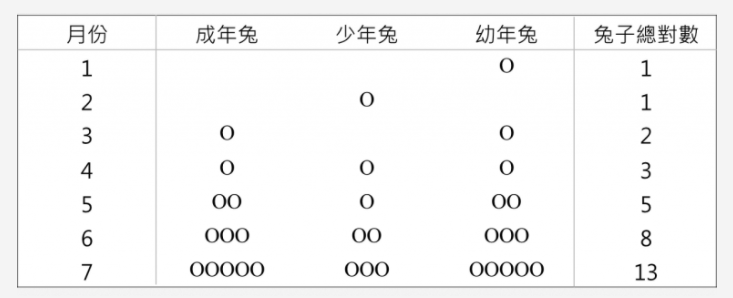 月份 成年兔 少年兔 幼年兔 兔子總對數
1 O 1
2 O 1
3 O O 2
4 O O O 3
5 OO O OO 5
6 OOO OO OOO 8
7 OOOOO OOO OOOOO 13